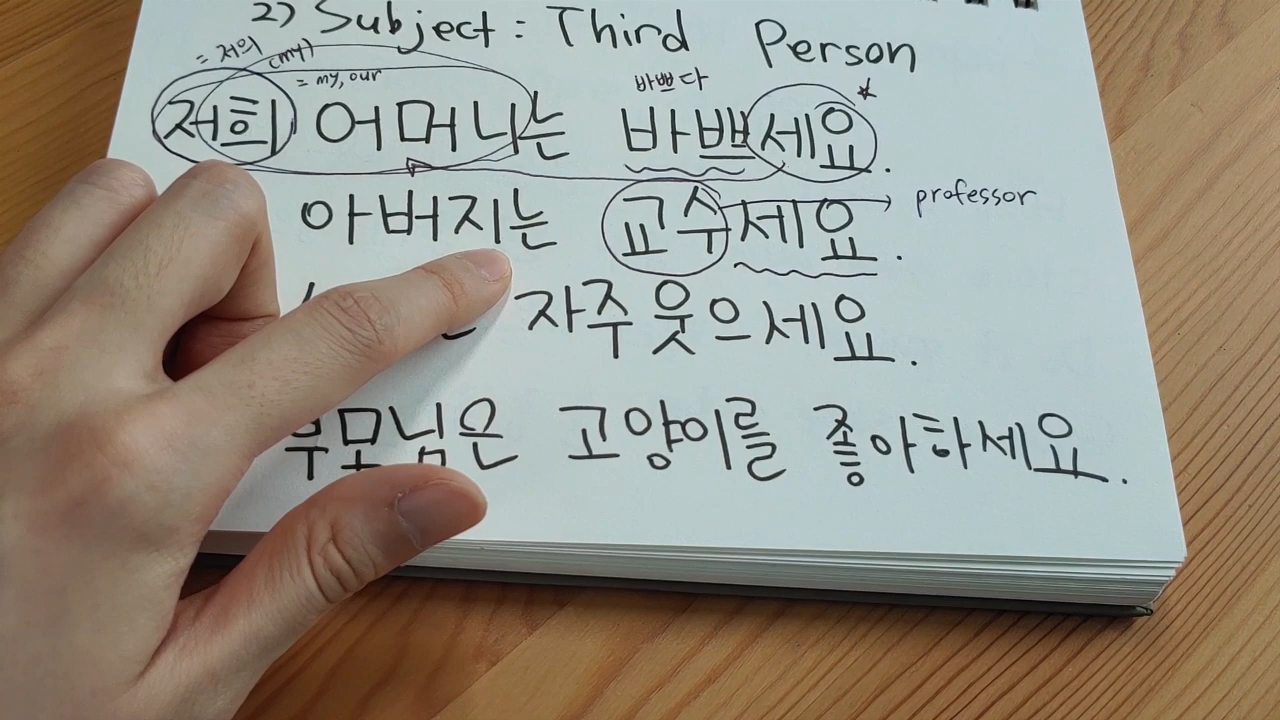 2) Subject : Third Person
= 저의 (my)
= my, our
바쁘다
저희 어머니는 바쁘세요.
아버지는 교수세요. → professor
자주 웃으세요.
부모님은 고양이를 좋아하세요.